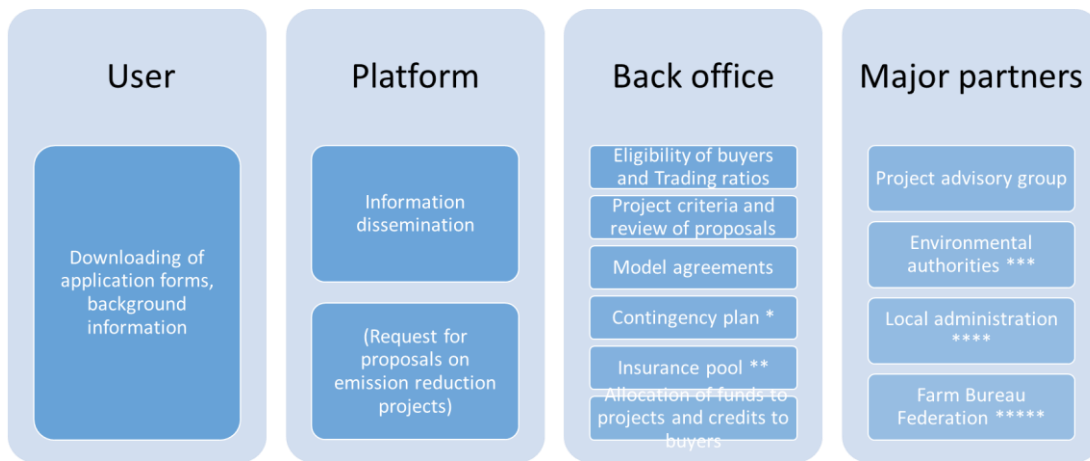 User
Downloading of
application forms,
background
information
Platform
Information
dissemination
(Request for
proposals on
emission reduction
projects)
Back office
Eligibility of buyers
and Trading ratios
Project criteria and
review of proposals
Model agreements
Contingency plan *
Insurance pool **
Allocation of funds to
projects and credits to
buyers
Major partners
Project advisory group
Environmental
authorities ***
Local administration
****
Farm Bureau
Federation *****